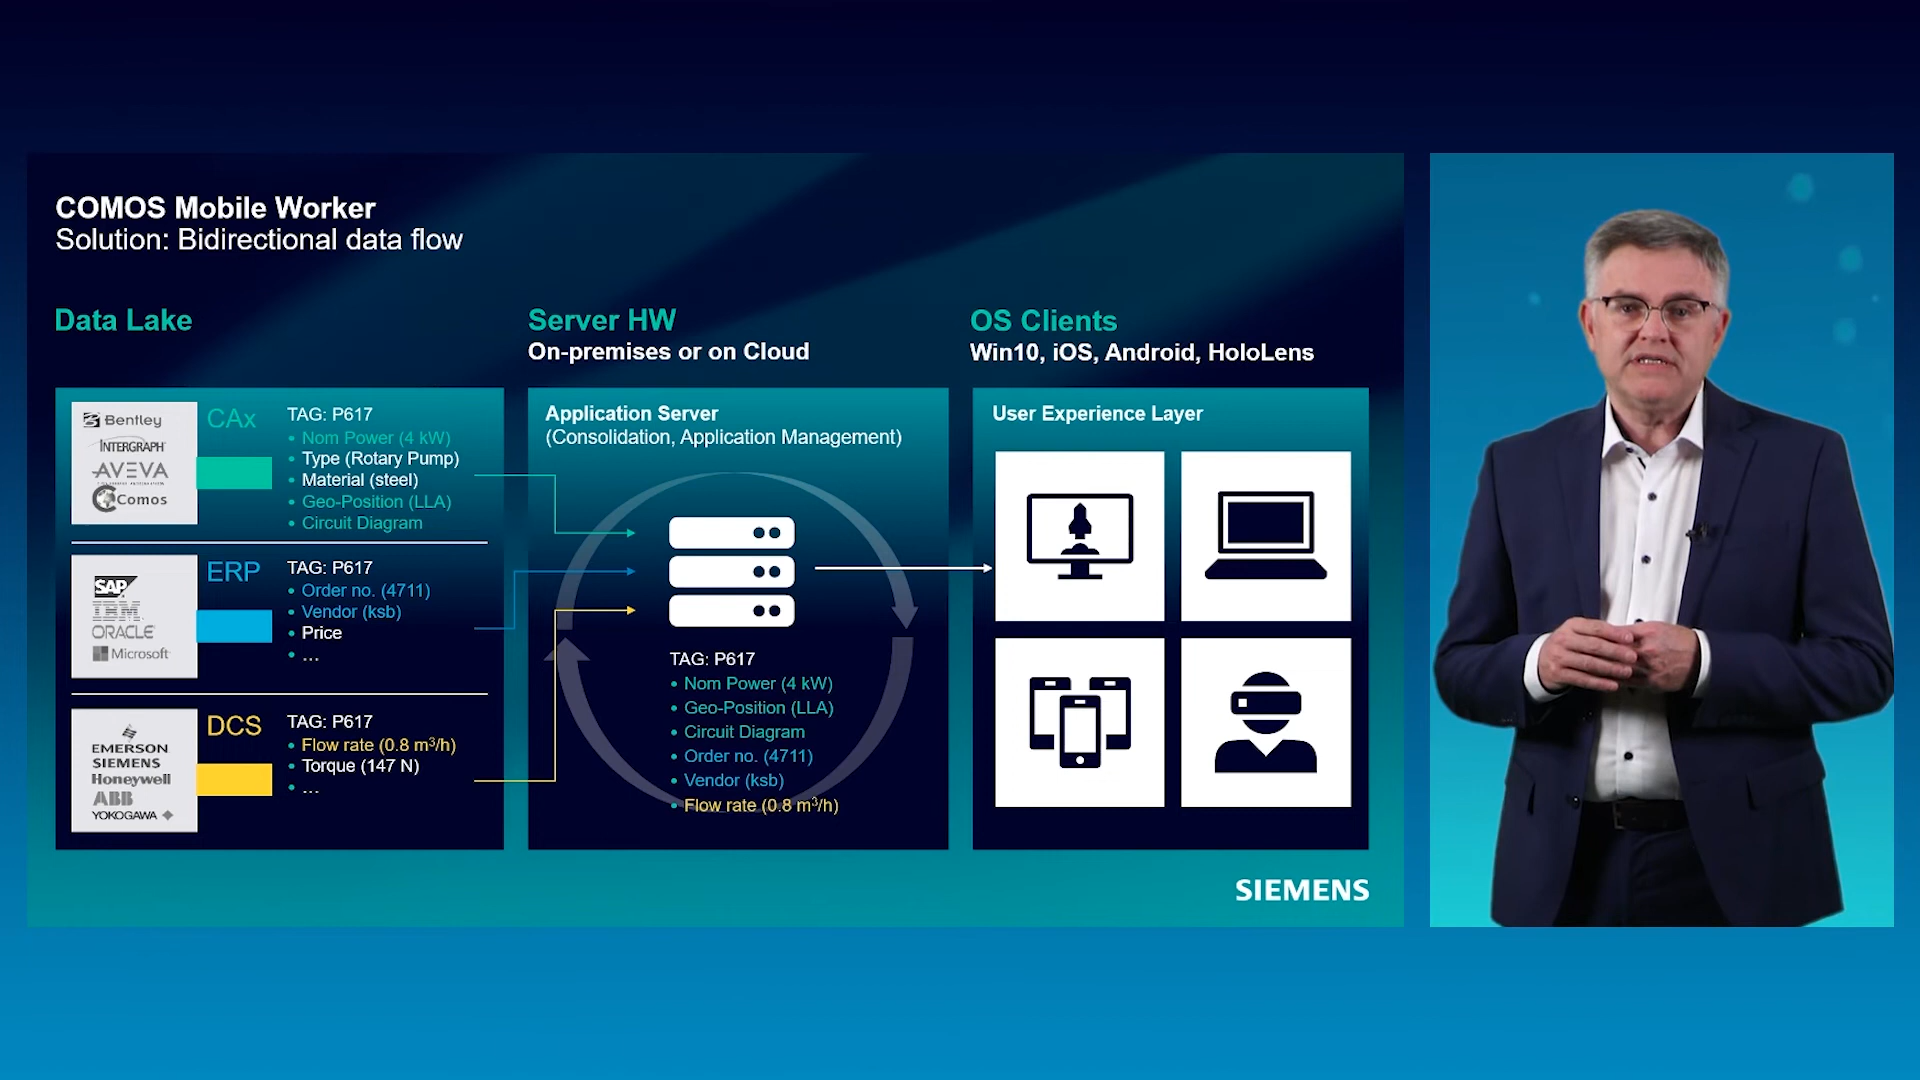 COMOS Mobile Worker
Solution: Bidirectional data flow
Data Lake
Bentley
INTERGRAPH
AVEVA
Comos
CAx
TAG: P617
• Nom Power (4 kW)
• Type (Rotary Pump)
• Material (steel)
• Geo-Position (LLA)
• Circuit Diagram
SAP
IBM
ORACLE
Microsoft
ERP
TAG: P617
• Order no. (4711)
• Vendor (ksb)
• Price
• ...
EMERSON
SIEMENS
Honeywell
ABB
YOKOGAWA
DCS
TAG: P617
• Flow rate (0.8 m³/h)
• Torque (147 N)
• ...
Server HW
On-premises or on Cloud
Application Server
(Consolidation, Application Management)
TAG: P617
• Nom Power (4 kW)
• Geo-Position (LLA)
• Circuit Diagram
• Order no. (4711)
• Vendor (ksb)
• Flow rate (0.8 m³/h)
OS Clients
Win10, iOS, Android, HoloLens
User Experience Layer
SIEMENS